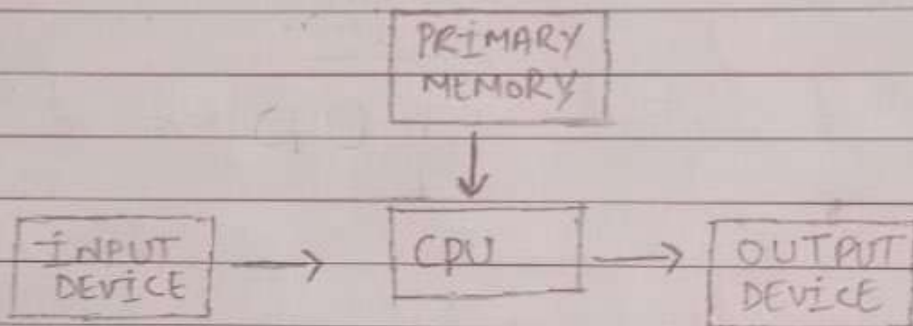 PRIMARY
MEMORY
INPUT
DEVICE
CPU
OUTPUT
DEVICE